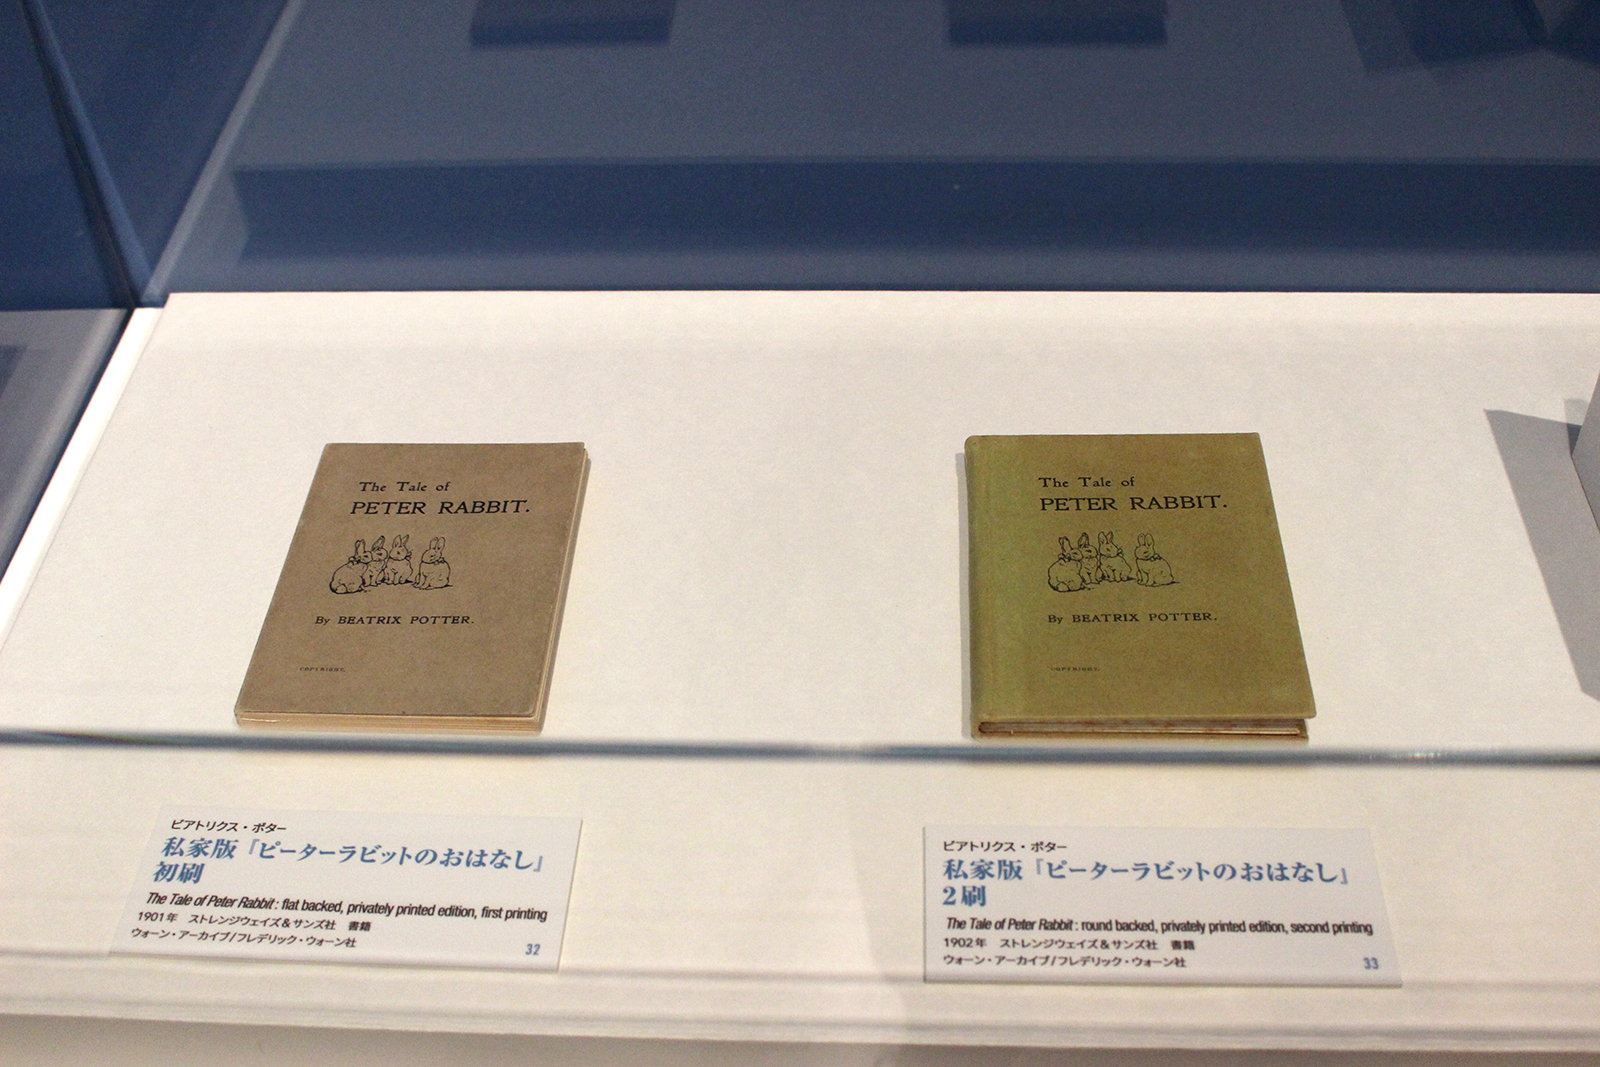 The Tale of
PETER RABBIT.
By BEATRIX POTTER.
COPYRIGHT.
The Tale of
PETER RABBIT.
By BEATRIX POTTER.
COPYRIGHT.
ビアトリクス・ポター
私家版『ピーターラビットのおはなし』
初刷
The Tale of Peter Rabbit : flat backed, privately printed edition, first printing
1901年 ストレンジウェイズ&サンズ社 書籍
ウォーン・アーカイブ/フレデリック・ウォーン社
32
ビアトリクス・ポター
私家版『ピーターラビットのおはなし』
2刷
The Tale of Peter Rabbit : round backed, privately printed edition, second printing
1902年 ストレンジウェイズ&サンズ社 書籍
ウォーン・アーカイブ/フレデリック・ウォーン社
33